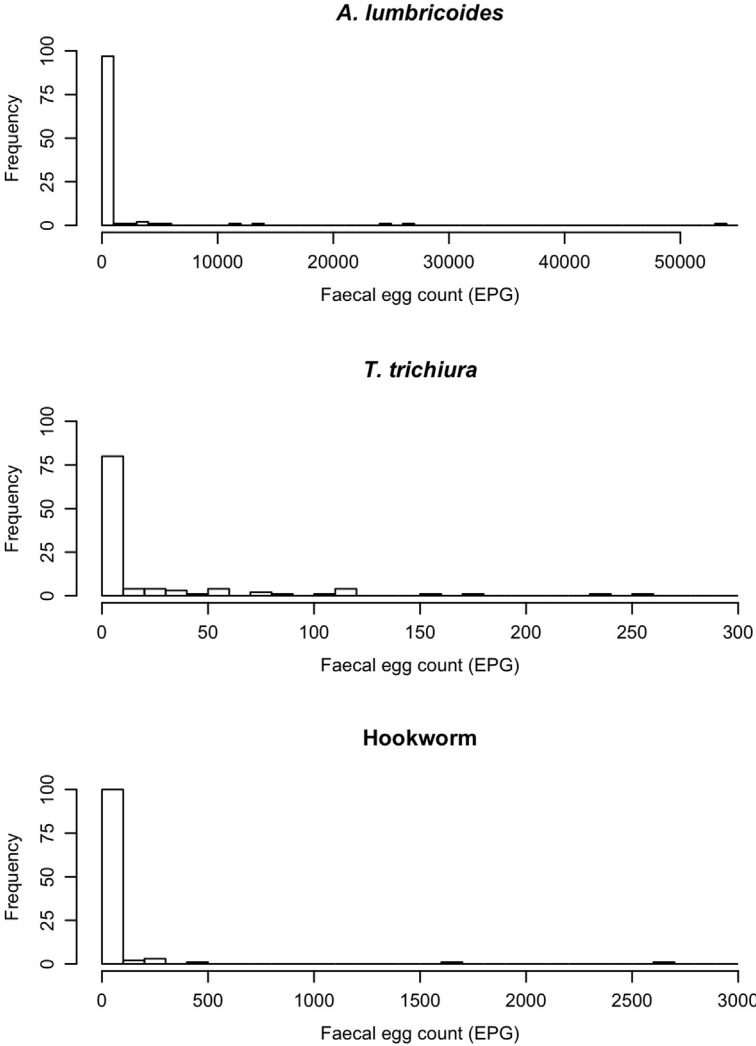 A. lumbricoides
Frequency
100
75
50
25
0
0 10000 20000 30000 40000 50000
Faecal egg count (EPG)
T. trichiura
Frequency
100
75
50
25
0
0 50 100 150 200 250 300
Faecal egg count (EPG)
Hookworm
Frequency
100
75
50
25
0
0 500 1000 1500 2000 2500 3000
Faecal egg count (EPG)